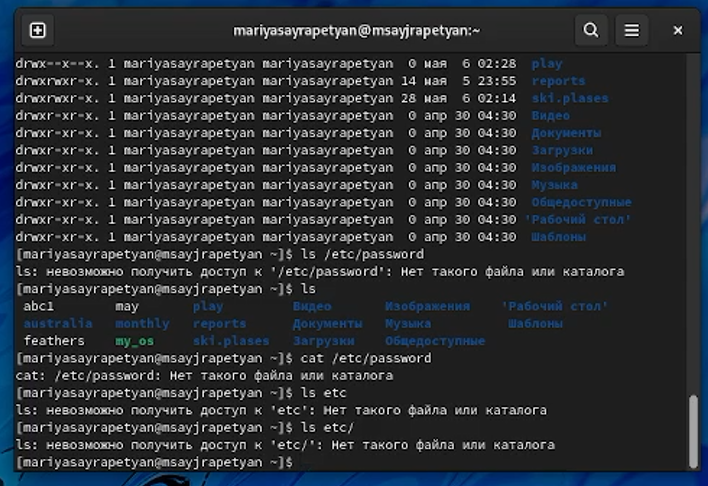 mariyasayrapetyan@msayjrapetyan:~
drwx--x--x. 1 mariyasayrapetyan mariyasayrapetyan 0 мая 6 02:28 play
drwxrwxr-x. 1 mariyasayrapetyan mariyasayrapetyan 14 мая 5 23:55 reports
drwxrwxr-x. 1 mariyasayrapetyan mariyasayrapetyan 28 мая 6 02:14 ski.plases
drwxr-xr-x. 1 mariyasayrapetyan mariyasayrapetyan 0 апр 30 04:30 Видео
drwxr-xr-x. 1 mariyasayrapetyan mariyasayrapetyan 0 апр 30 04:30 Документы
drwxr-xr-x. 1 mariyasayrapetyan mariyasayrapetyan 0 апр 30 04:30 Загрузки
drwxr-xr-x. 1 mariyasayrapetyan mariyasayrapetyan 0 апр 30 04:30 Изображения
drwxr-xr-x. 1 mariyasayrapetyan mariyasayrapetyan 0 апр 30 04:30 Музыка
drwxr-xr-x. 1 mariyasayrapetyan mariyasayrapetyan 0 апр 30 04:30 Общедоступные
drwxr-xr-x. 1 mariyasayrapetyan mariyasayrapetyan 0 апр 30 04:30 'Рабочий стол'
drwxr-xr-x. 1 mariyasayrapetyan mariyasayrapetyan 0 апр 30 04:30 Шаблоны
[mariyasayrapetyan@msayjrapetyan ~]$ ls /etc/password
ls: невозможно получить доступ к '/etc/password': Нет такого файла или каталога
[mariyasayrapetyan@msayjrapetyan ~]$ ls
abc1 may play Видео Изображения 'Рабочий стол'
australia monthly reports Документы Музыка Шаблоны
feathers my_os ski.plases Загрузки Общедоступные
[mariyasayrapetyan@msayjrapetyan ~]$ cat /etc/password
cat: /etc/password: Нет такого файла или каталога
[mariyasayrapetyan@msayjrapetyan ~]$ ls etc
ls: невозможно получить доступ к 'etc': Нет такого файла или каталога
[mariyasayrapetyan@msayjrapetyan ~]$ ls etc/
ls: невозможно получить доступ к 'etc/': Нет такого файла или каталога
[mariyasayrapetyan@msayjrapetyan ~]$